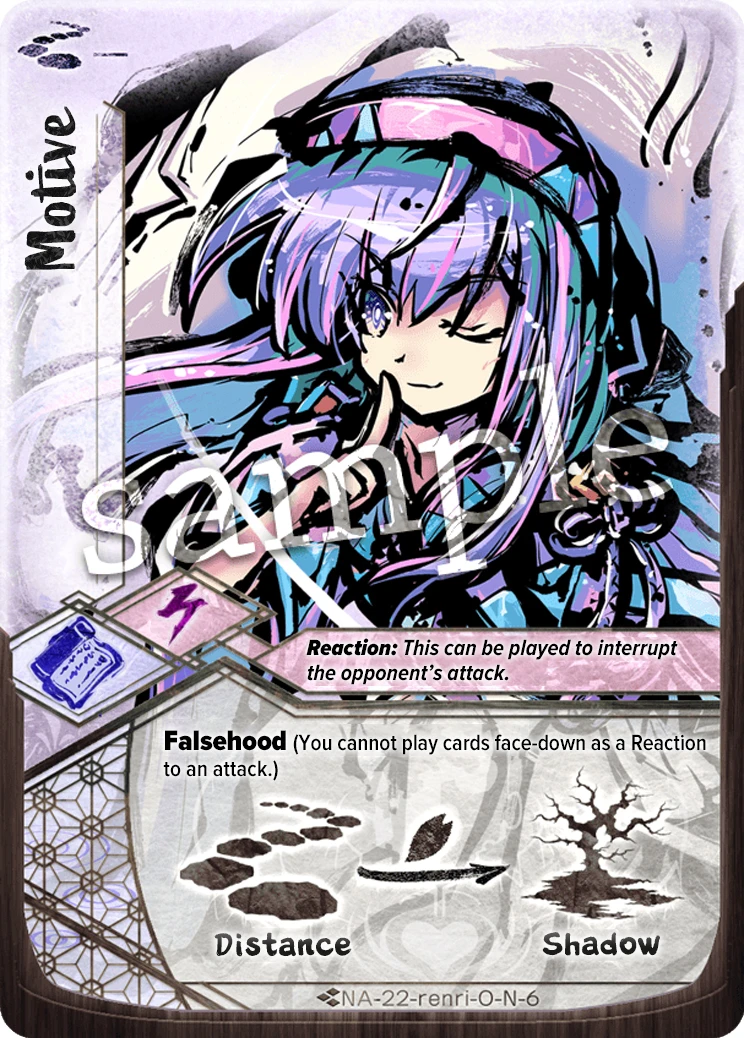 Motive
sample
Reaction: This can be played to interrupt
the opponent's attack.
Falsehood (You cannot play cards face-down as a Reaction
to an attack.)
Distance
Shadow
NA-22-renri-O-N-6